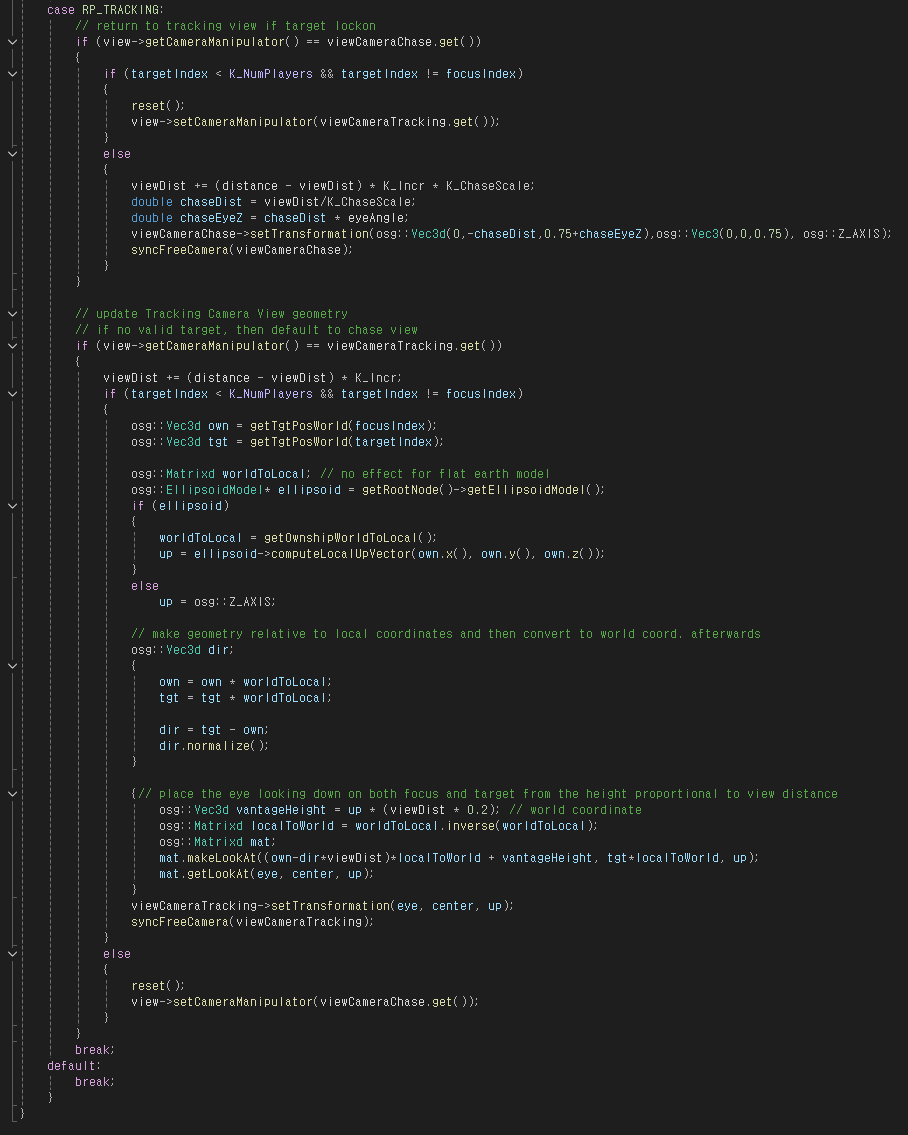 case RP_TRACKING:
// return to tracking view if target lockon
if (view->getCameraManipulator() == viewCameraChase.get())
{
if (targetIndex < K_NumPlayers && targetIndex != focusIndex)
{
reset();
view->setCameraManipulator(viewCameraTracking.get());
}
else
{
viewDist += (distance - viewDist) * K_Incr * K_ChaseScale;
double chaseDist = viewDist/K_ChaseScale;
double chaseEyeZ = chaseDist * eyeAngle;
viewCameraChase->setTransformation(osg::Vec3d(0,-chaseDist,0.75+chaseEyeZ),osg::Vec3(0,0,0.75), osg::Z_AXIS);
syncFreeCamera(viewCameraChase);
}
}
// update Tracking Camera View geometry
// if no valid target, then default to chase view
if (view->getCameraManipulator() == viewCameraTracking.get())
{
viewDist += (distance - viewDist) * K_Incr;
if (targetIndex < K_NumPlayers && targetIndex != focusIndex)
{
osg::Vec3d own = getTgtPosWorld(focusIndex);
osg::Vec3d tgt = getTgtPosWorld(targetIndex);
osg::Matrixd worldToLocal; // no effect for flat earth model
osg::EllipsoidModel* ellipsoid = getRootNode()->getEllipsoidModel();
if (ellipsoid)
{
worldToLocal = getOwnshipWorldToLocal();
up = ellipsoid->computeLocalUpVector(own.x(), own.y(), own.z());
}
else
up = osg::Z_AXIS;
// make geometry relative to local coordinates and then convert to world coord. afterwards
osg::Vec3d dir;
{
own = own * worldToLocal;
tgt = tgt * worldToLocal;
dir = tgt - own;
dir.normalize();
}
{// place the eye looking down on both focus and target from the height proportional to view distance
osg::Vec3d vantageHeight = up * (viewDist * 0.2); // world coordinate
osg::Matrixd localToWorld = worldToLocal.inverse(worldToLocal);
osg::Matrixd mat;
mat.makeLookAt((own-dir*viewDist)*localToWorld + vantageHeight, tgt*localToWorld, up);
mat.getLookAt(eye, center, up);
}
viewCameraTracking->setTransformation(eye, center, up);
syncFreeCamera(viewCameraTracking);
}
else
{
reset();
view->setCameraManipulator(viewCameraChase.get());
}
}
break;
default:
break;
}
}